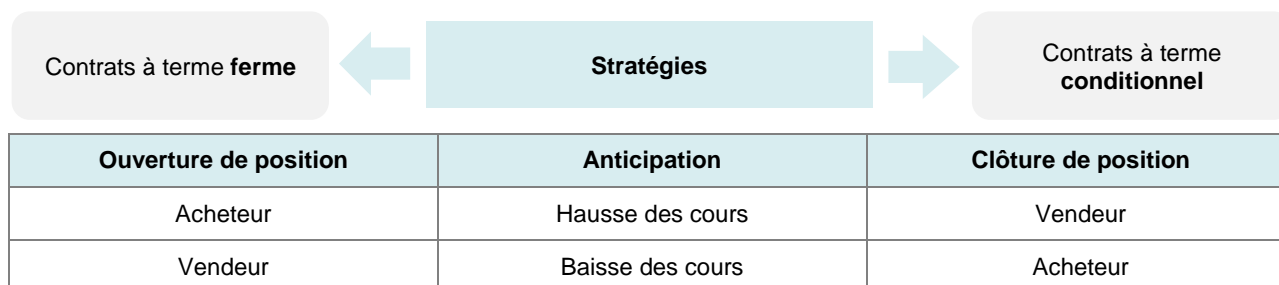 Contrats à terme ferme
Stratégies
Contrats à terme
conditionnel
Ouverture de position Anticipation Clôture de position
Acheteur Hausse des cours Vendeur
Vendeur Baisse des cours Acheteur